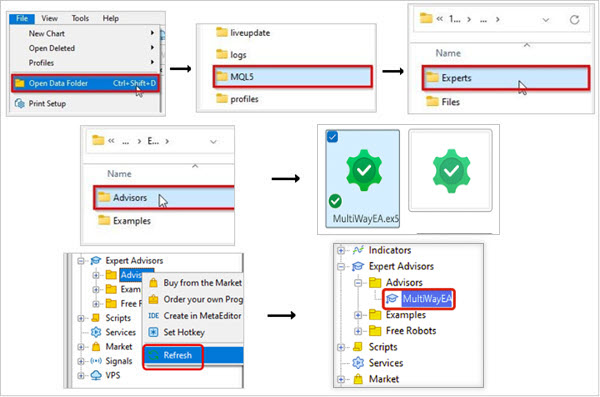 File View Tools Help
New Chart
Open Deleted
Profiles
Open Data Folder Ctrl+Shift+D
Print Setup
liveupdate
logs
MQL5
profiles
1... ...
Name
Experts
Files
... E...
Name
Advisors
Examples
MultiWayEA.ex5
Expert Advisors
Advis
Exam
Free R
Scripts
Services
Market
Signals
VPS
Buy from the Market
Order your own Prog
IDE Create in MetaEditor
Set Hotkey
Refresh
Indicators
Expert Advisors
Advisors
MultiWayEA
Examples
Free Robots
Scripts
Services
Market